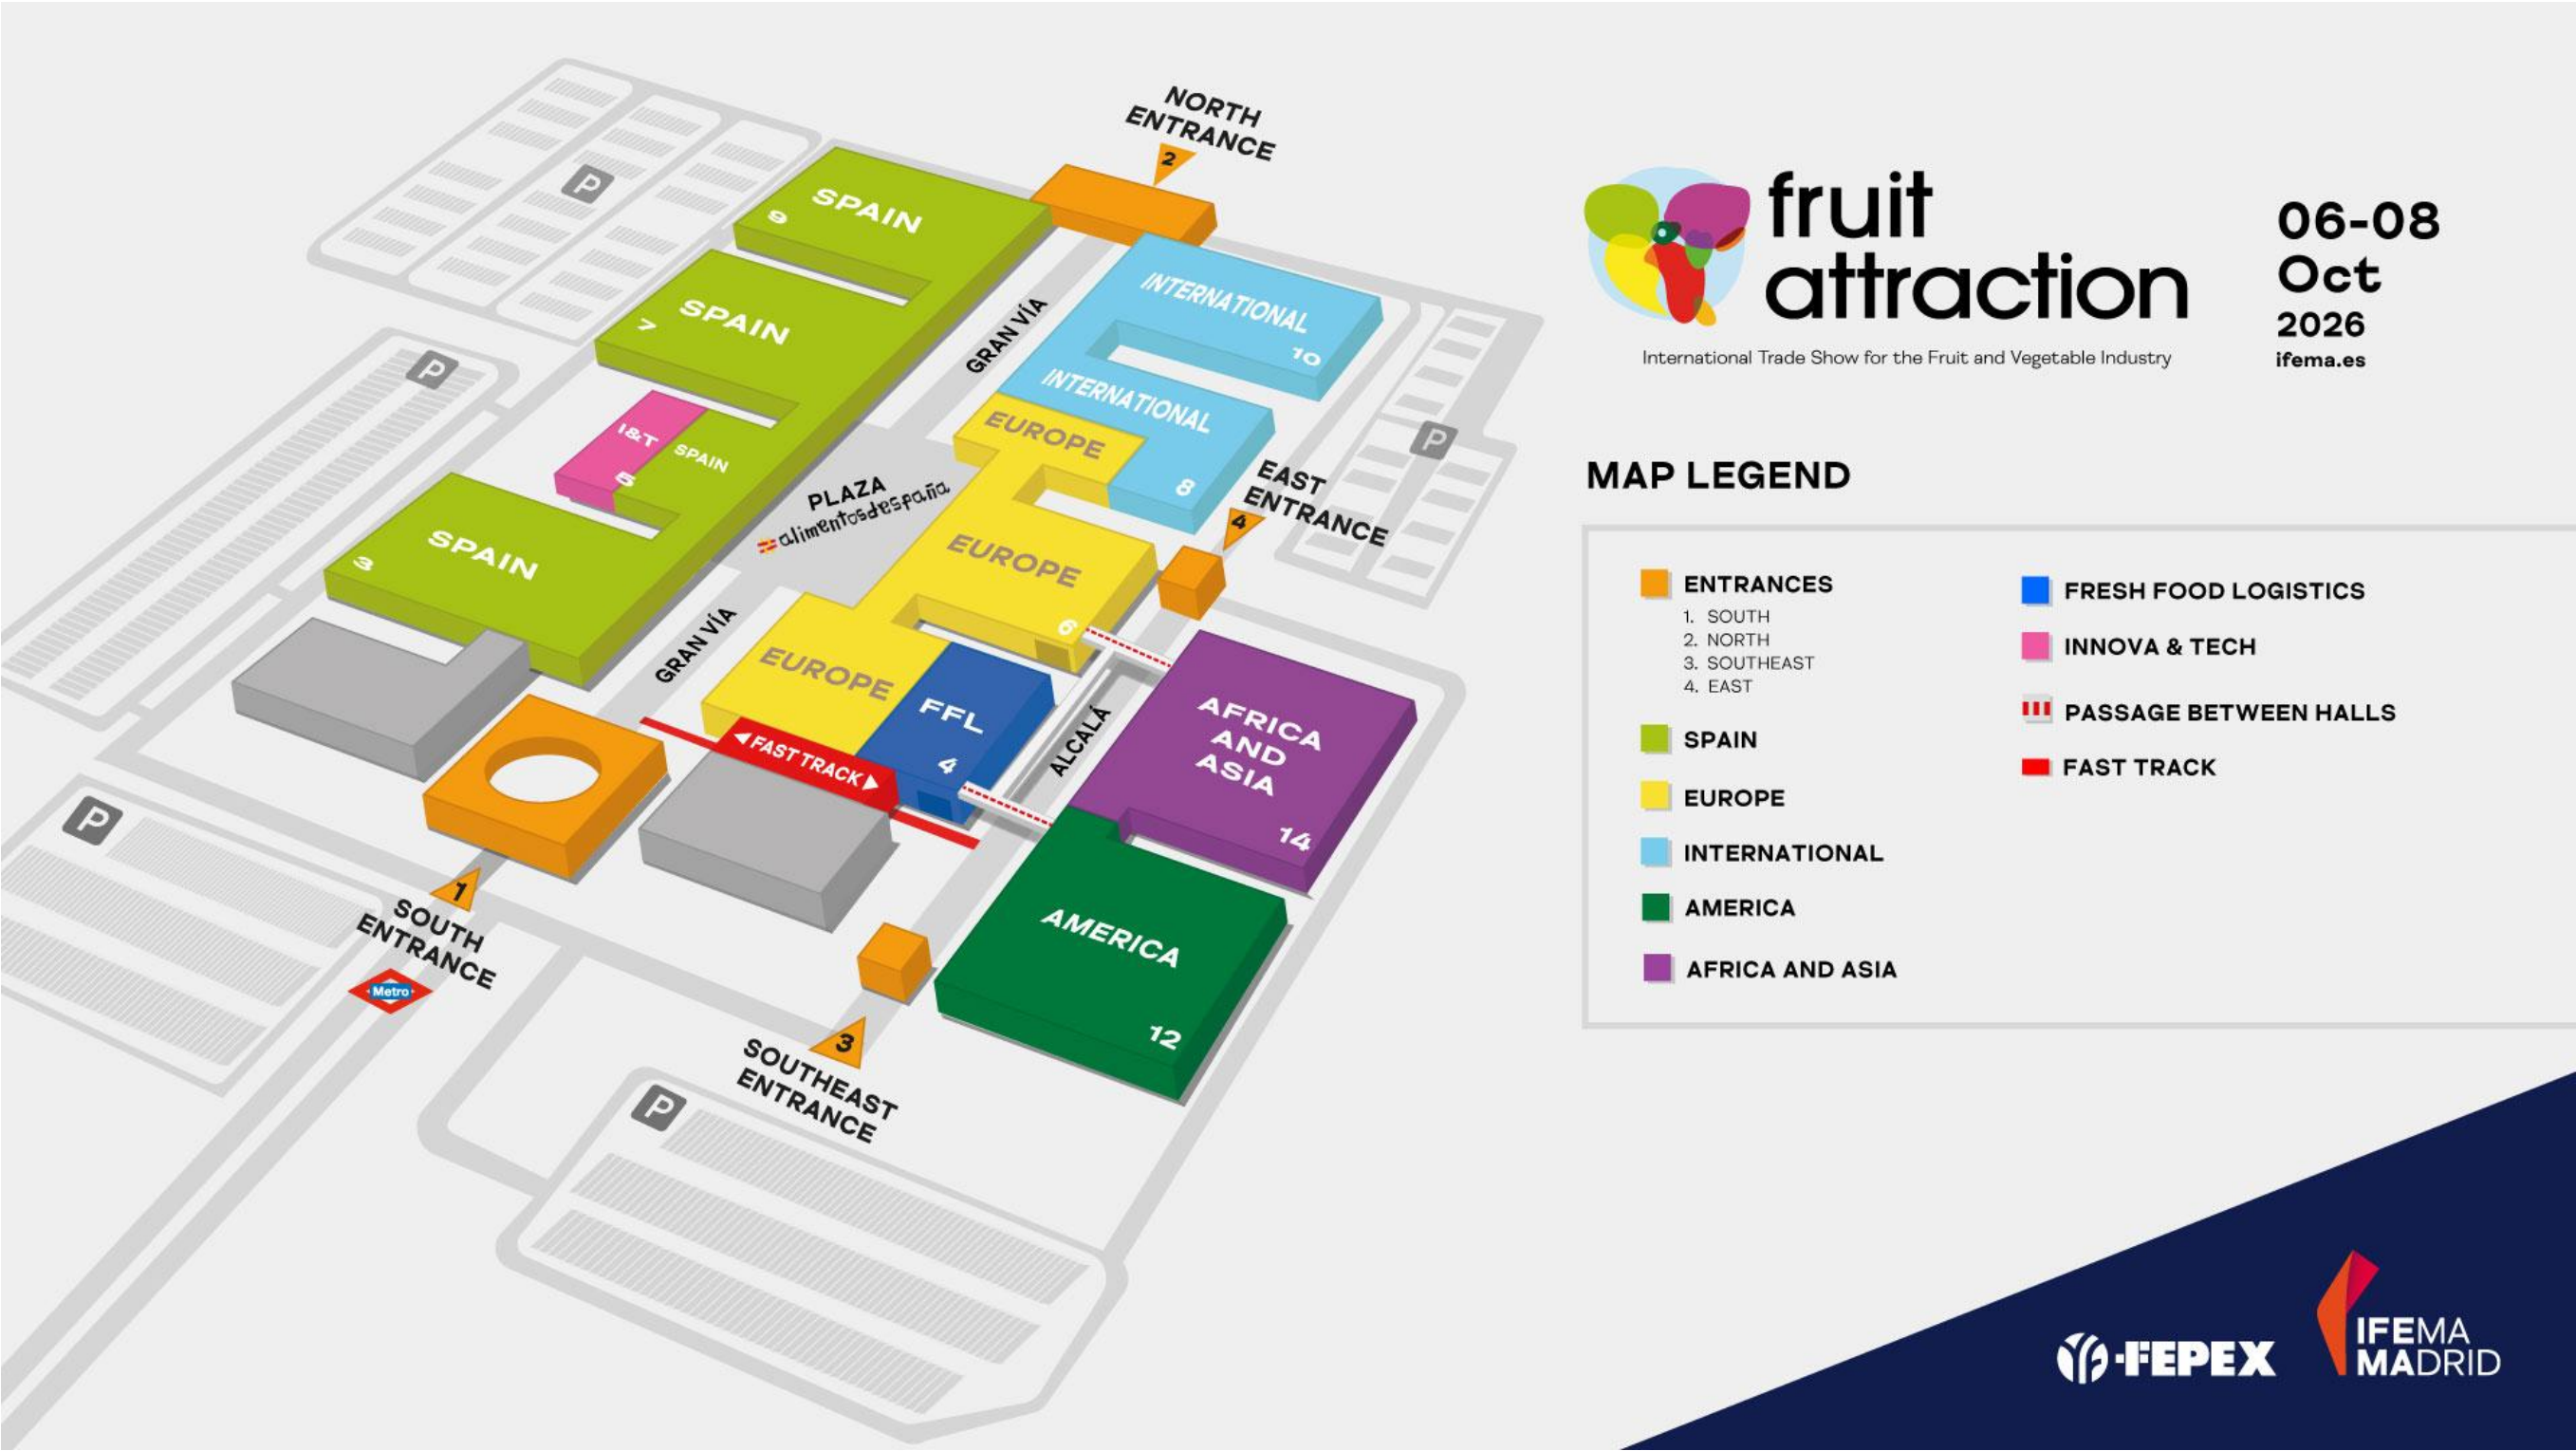 NORTH
ENTRANCE
2
SPAIN
9
SPAIN
7
I&T
SPAIN
5
SPAIN
3
GRAN VÍA
INTERNATIONAL
10
INTERNATIONAL
8
EUROPE
PLAZA
alimentosdespaña
EAST
ENTRANCE
4
EUROPE
6
GRAN VÍA
EUROPE
FFL
4
FAST TRACK
ALCALÁ
AFRICA
AND
ASIA
14
AMERICA
12
1
SOUTH
ENTRANCE
Metro
3
SOUTHEAST
ENTRANCE
P
P
P
P
P
fruit
attraction
International Trade Show for the Fruit and Vegetable Industry
06-08
Oct
2026
ifema.es
MAP LEGEND
ENTRANCES
1. SOUTH
2. NORTH
3. SOUTHEAST
4. EAST
SPAIN
EUROPE
INTERNATIONAL
AMERICA
AFRICA AND ASIA
FRESH FOOD LOGISTICS
INNOVA & TECH
PASSAGE BETWEEN HALLS
FAST TRACK
FEPEX
IFEMA
MADRID